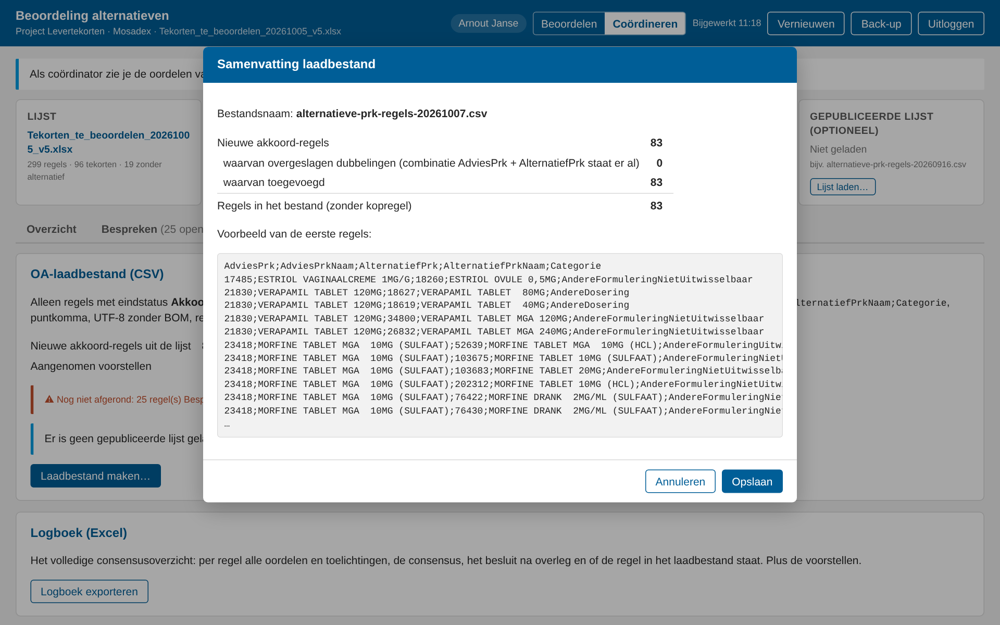 Beoordeling alternatieven
Project Levertekorten · Mosadex · Tekorten_te_beoordelen_20261005_v5.xlsx
Arnout Janse
Beoordelen
Coördineren
Bijgewerkt 11:18
Vernieuwen
Back-up
Uitloggen
Als coördinator zie je de oordelen
LIJST
Tekorten_te_beoordelen_2026100
5_v5.xlsx
299 regels · 96 tekorten · 19 zonder
alternatief
GEPUBLICEERDE LIJST
(OPTIONEEL)
Niet geladen
bijv. alternatieve-prk-regels-20260916.csv
Lijst laden…
Overzicht
Bespreken (25 open
OA-laadbestand (CSV)
Alleen regels met eindstatus Akkoo
lternatiefPrkNaam;Categorie,
puntkomma, UTF-8 zonder BOM, re
Nieuwe akkoord-regels uit de lijst
Aangenomen voorstellen
⚠ Nog niet afgerond: 25 regel(s) Besp
Er is geen gepubliceerde lijst gela
Laadbestand maken…
Samenvatting laadbestand
Bestandsnaam: alternatieve-prk-regels-20261007.csv
Nieuwe akkoord-regels 83
waarvan overgeslagen dubbelingen (combinatie AdviesPrk + AlternatiefPrk staat er al) 0
waarvan toegevoegd 83
Regels in het bestand (zonder kopregel) 83
Voorbeeld van de eerste regels:
AdviesPrk;AdviesPrkNaam;AlternatiefPrk;AlternatiefPrkNaam;Categorie
17485;ESTRIOL VAGINAALCREME 1MG/G;18260;ESTRIOL OVULE 0,5MG;AndereFormuleringNietUitwisselbaar
21830;VERAPAMIL TABLET 120MG;18627;VERAPAMIL TABLET  80MG;AndereDosering
21830;VERAPAMIL TABLET 120MG;18619;VERAPAMIL TABLET  40MG;AndereDosering
21830;VERAPAMIL TABLET 120MG;34800;VERAPAMIL TABLET MGA 120MG;AndereFormuleringNietUitwisselbaar
21830;VERAPAMIL TABLET 120MG;26832;VERAPAMIL TABLET MGA 240MG;AndereFormuleringNietUitwisselbaar
23418;MORFINE TABLET MGA  10MG (SULFAAT);52639;MORFINE TABLET MGA  10MG (HCL);AndereFormuleringUitw
23418;MORFINE TABLET MGA  10MG (SULFAAT);103675;MORFINE TABLET 10MG (SULFAAT);AndereFormuleringNietU
23418;MORFINE TABLET MGA  10MG (SULFAAT);103683;MORFINE TABLET 20MG;AndereFormuleringNietUitwisselba
23418;MORFINE TABLET MGA  10MG (SULFAAT);202312;MORFINE TABLET 10MG (HCL);AndereFormuleringNietUitw
23418;MORFINE TABLET MGA  10MG (SULFAAT);76422;MORFINE DRANK  2MG/ML (SULFAAT);AndereFormuleringNiet
23418;MORFINE TABLET MGA  10MG (SULFAAT);76430;MORFINE DRANK  2MG/ML (SULFAAT);AndereFormuleringNiet
…
Annuleren
Opslaan
Logboek (Excel)
Het volledige consensusoverzicht: per regel alle oordelen en toelichtingen, de consensus, het besluit na overleg en of de regel in het laadbestand staat. Plus de voorstellen.
Logboek exporteren